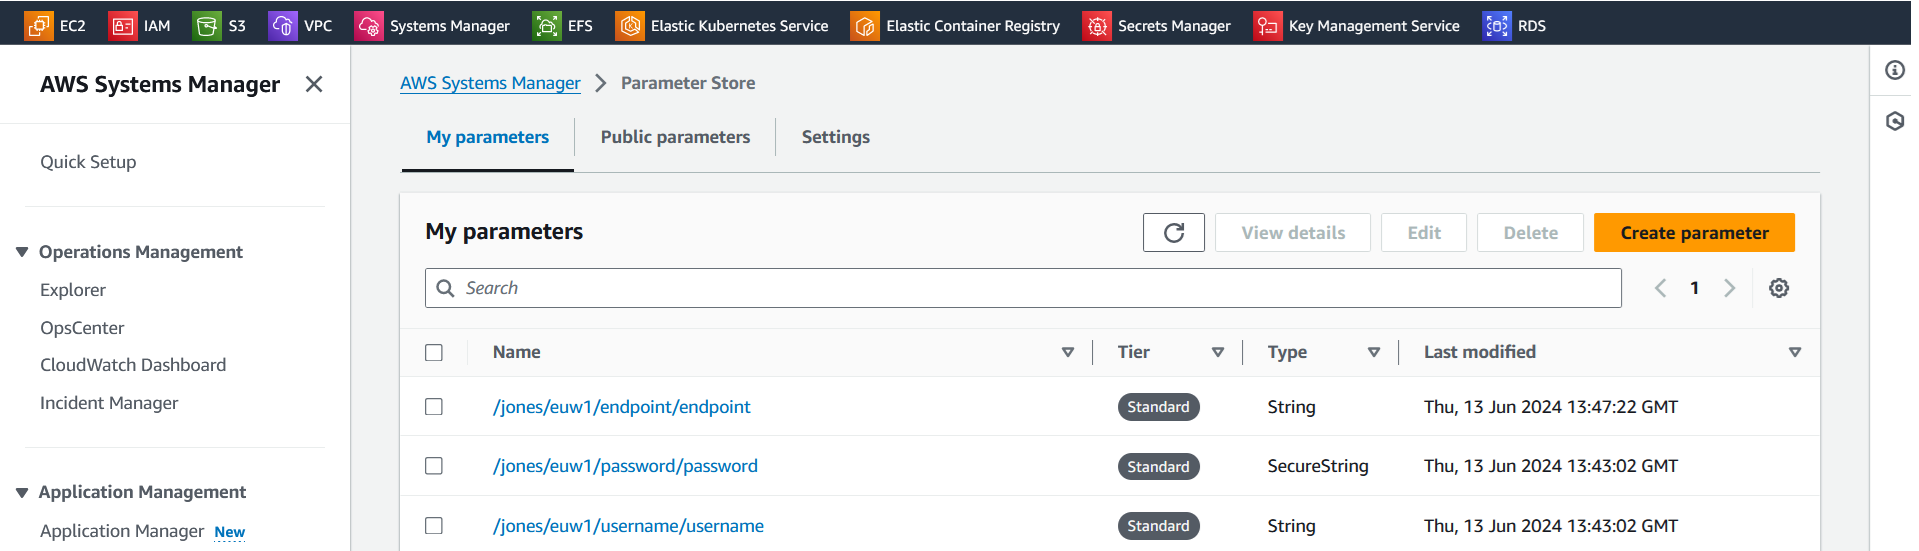 EC2 IAM S3 VPC Systems Manager EFS Elastic Kubernetes Service Elastic Container Registry Secrets Manager Key Management Service RDS
AWS Systems Manager
Quick Setup
Operations Management
Explorer
OpsCenter
CloudWatch Dashboard
Incident Manager
Application Management
Application Manager New
AWS Systems Manager Parameter Store
My parameters Public parameters Settings
My parameters View details Edit Delete Create parameter
Search 1
Name Tier Type Last modified
/jones/euw1/endpoint/endpoint Standard String Thu, 13 Jun 2024 13:47:22 GMT
/jones/euw1/password/password Standard SecureString Thu, 13 Jun 2024 13:43:02 GMT
/jones/euw1/username/username Standard String Thu, 13 Jun 2024 13:43:02 GMT